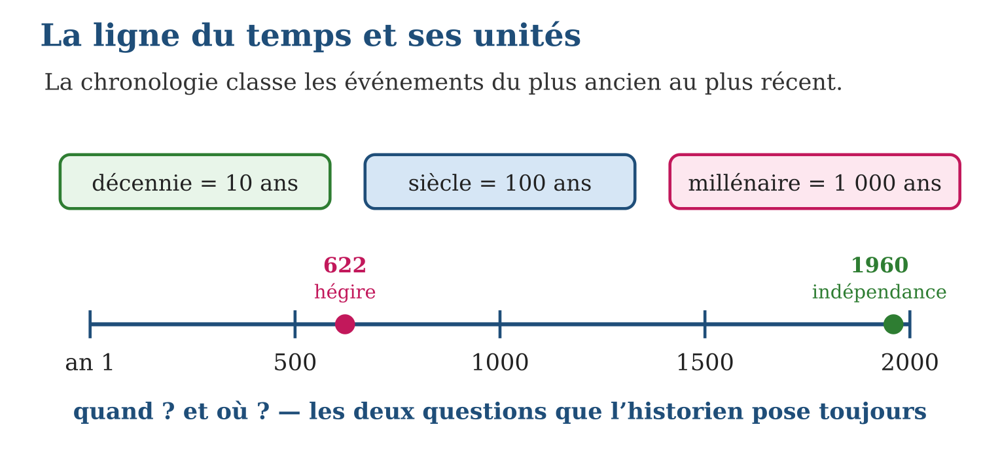 La ligne du temps et ses unités
La chronologie classe les événements du plus ancien au plus récent.
décennie = 10 ans
siècle = 100 ans
millénaire = 1 000 ans
622
hégire
1960
indépendance
an 1
500
1000
1500
2000
quand ? et où ? — les deux questions que l’historien pose toujours